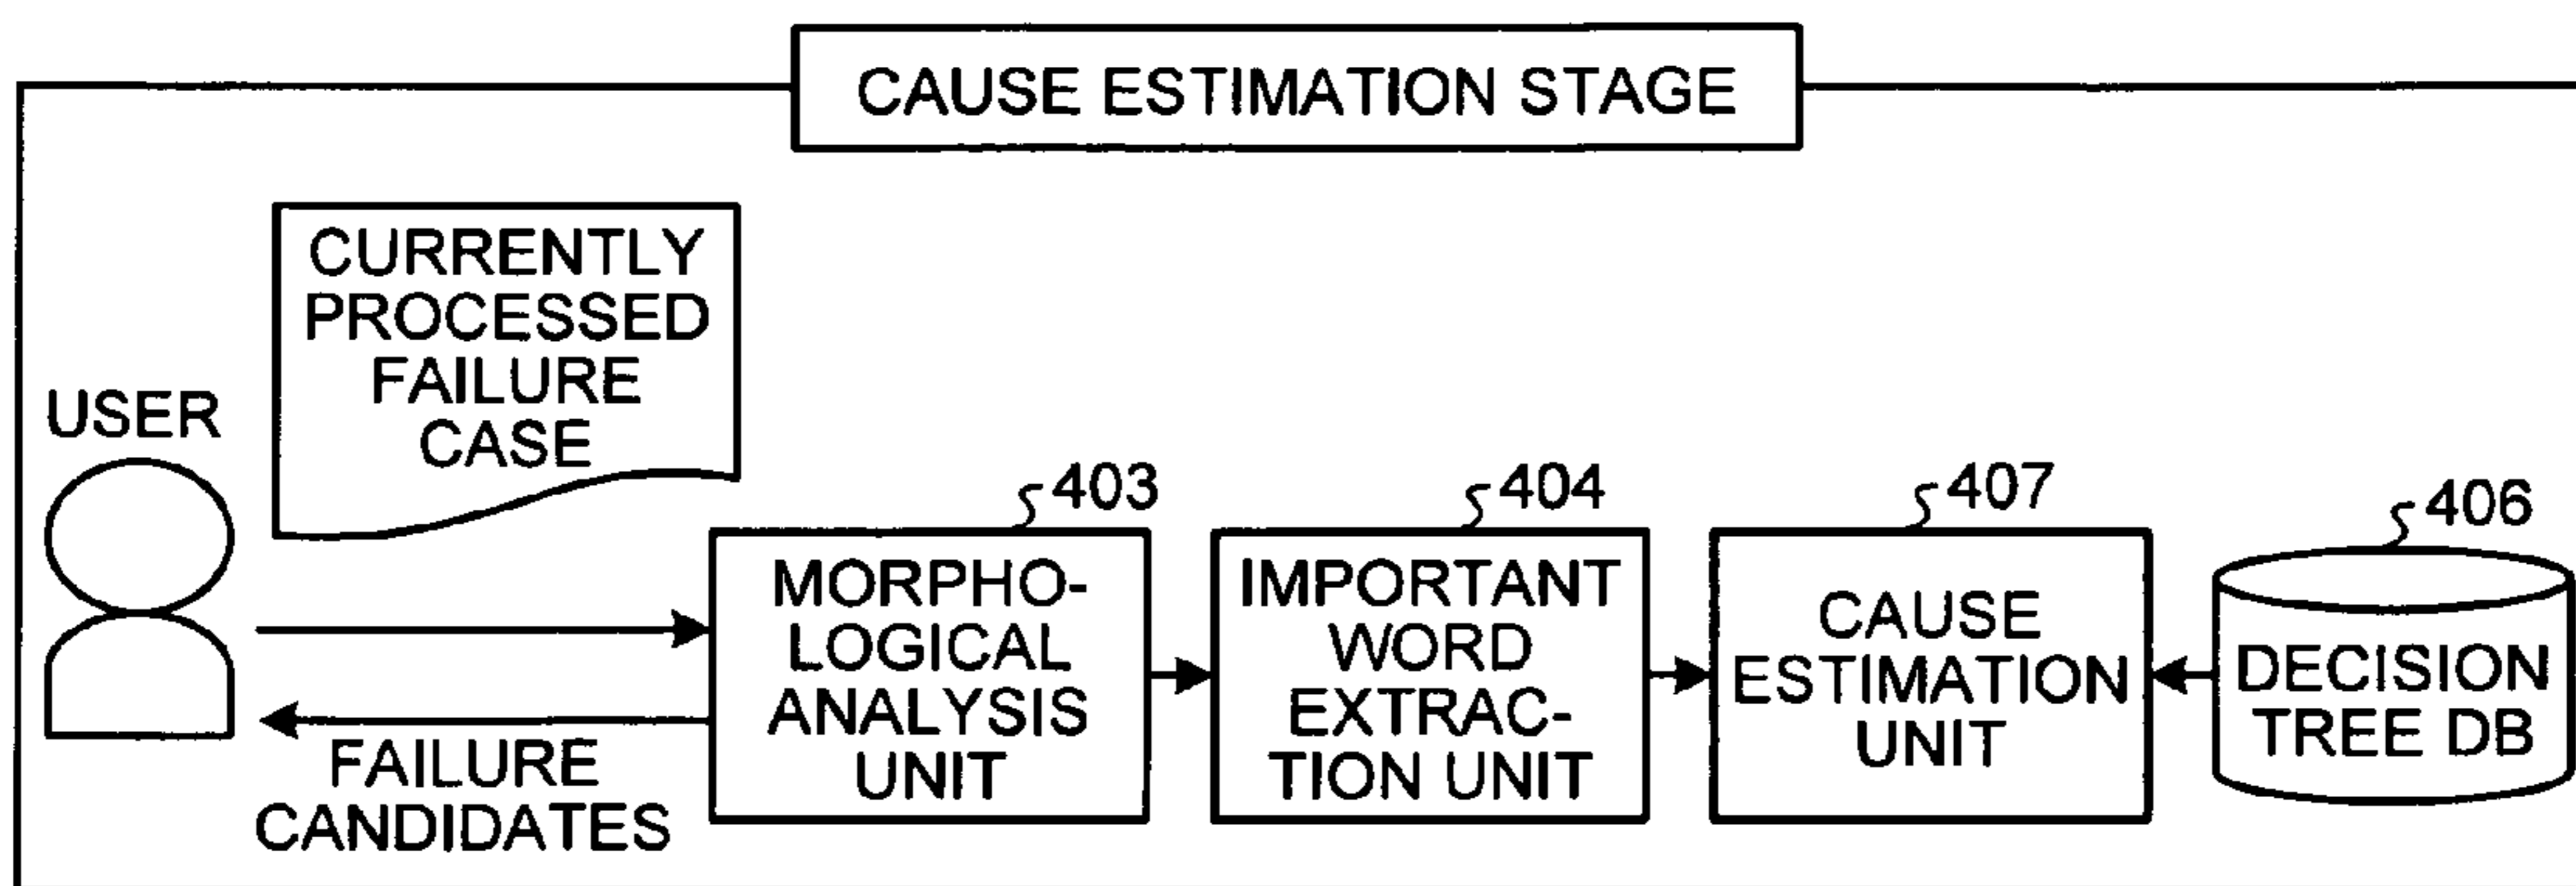 CAUSE ESTIMATION STAGE
CURRENTLY
PROCESSED
FAILURE
CASE
USER
403
MORPHO-
LOGICAL
ANALYSIS
UNIT
404
IMPORTANT
WORD
EXTRAC-
TION UNIT
407
CAUSE
ESTIMATION
UNIT
406
DECISION
TREE DB
FAILURE
CANDIDATES